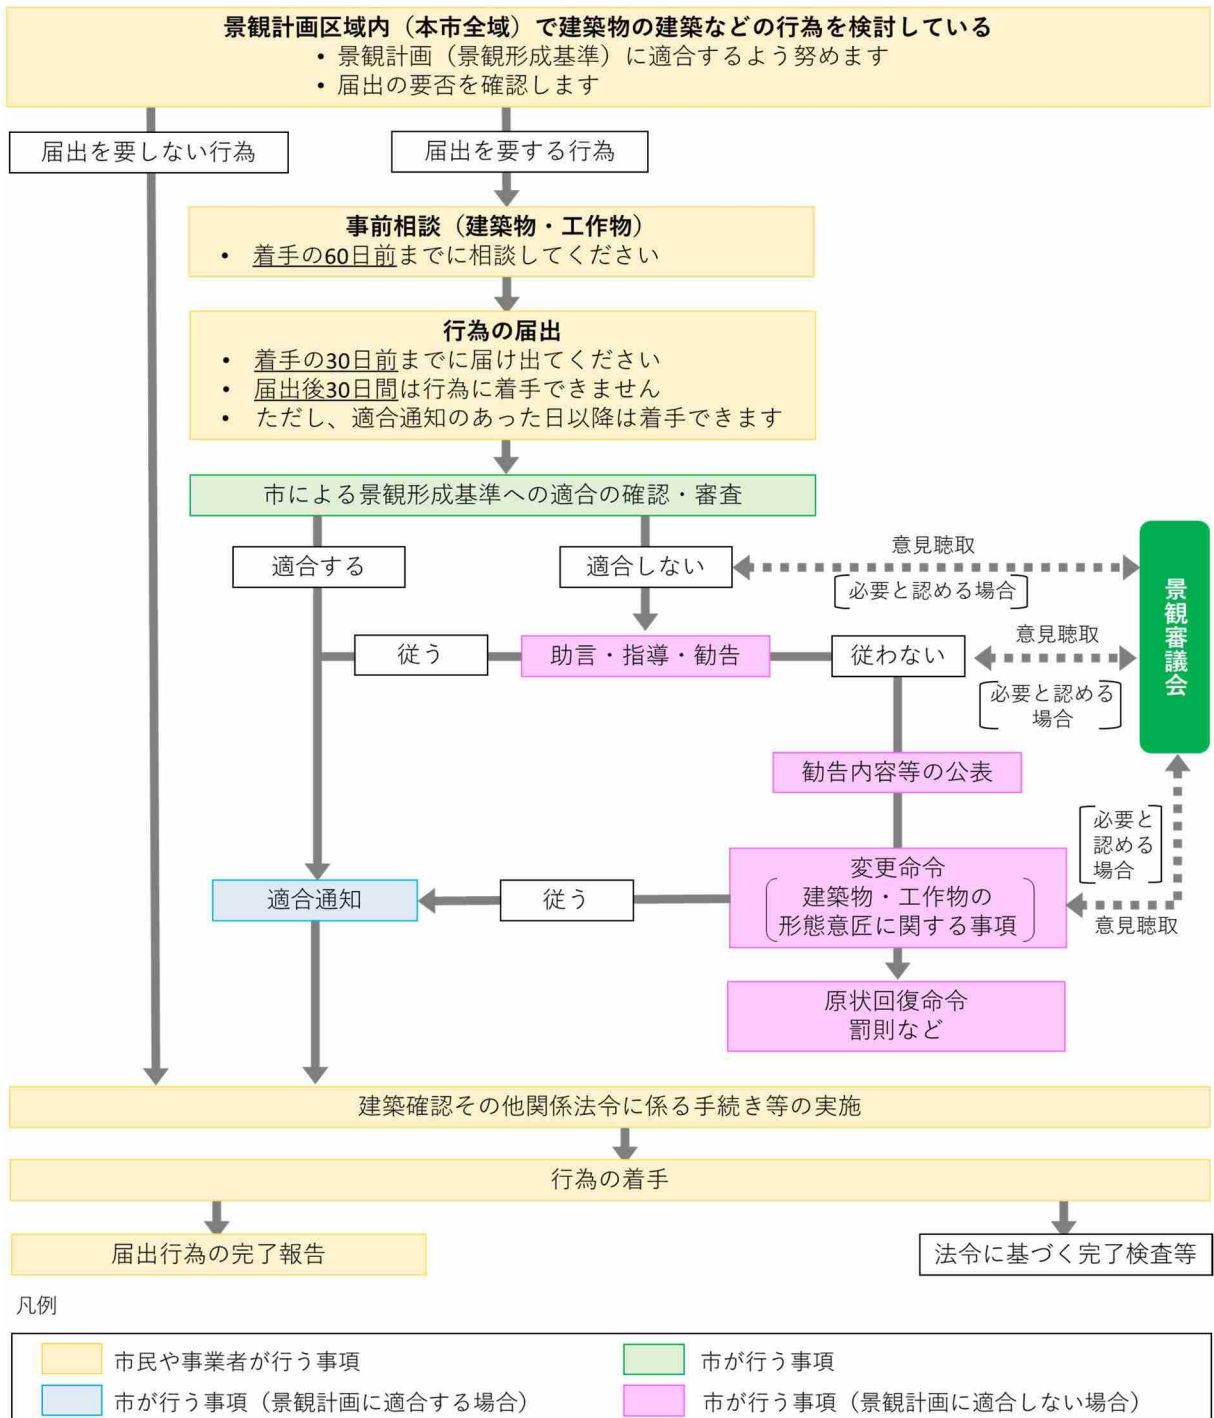 景観計画区域内（本市全域）で建築物の建築などの行為を検討している
• 景観計画（景観形成基準）に適合するよう努めます
• 届出の要否を確認します
届出を要しない行為
届出を要する行為
事前相談（建築物・工作物）
• 着手の60日前までに相談してください
行為の届出
• 着手の30日前までに届け出てください
• 届出後30日間は行為に着手できません
• ただし、適合通知のあった日以降は着手できます
市による景観形成基準への適合の確認・審査
適合する
適合しない
意見聴取
必要と認める場合
景観審議会
従う
助言・指導・勧告
従わない
意見聴取
必要と認める
場合
勧告内容等の公表
必要と
認める
場合
意見聴取
変更命令
建築物・工作物の
形態意匠に関する事項
従う
適合通知
原状回復命令
罰則など
建築確認その他関係法令に係る手続き等の実施
行為の着手
届出行為の完了報告
法令に基づく完了検査等
凡例
市民や事業者が行う事項
市が行う事項
市が行う事項（景観計画に適合する場合）
市が行う事項（景観計画に適合しない場合）